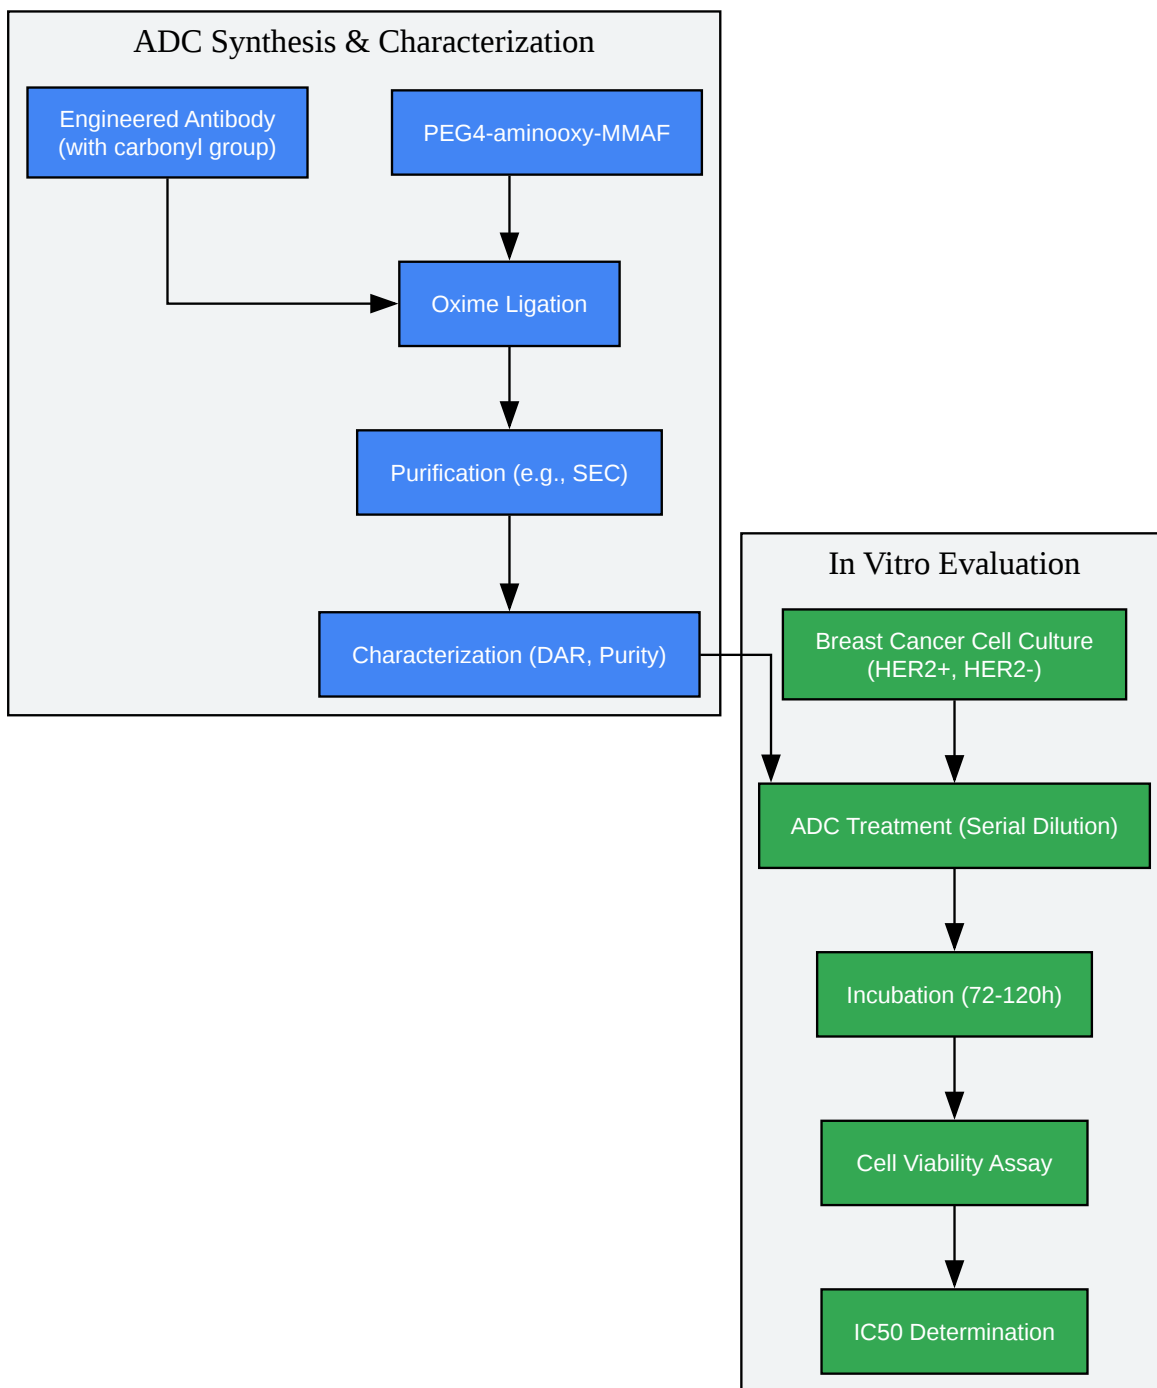 ADC Synthesis & Characterization
Engineered Antibody
(with carbonyl group)
PEG4-aminooxy-MMAF
Oxime Ligation
Purification (e.g., SEC)
Characterization (DAR, Purity)
In Vitro Evaluation
Breast Cancer Cell Culture
(HER2+, HER2-)
ADC Treatment (Serial Dilution)
Incubation (72-120h)
Cell Viability Assay
IC50 Determination